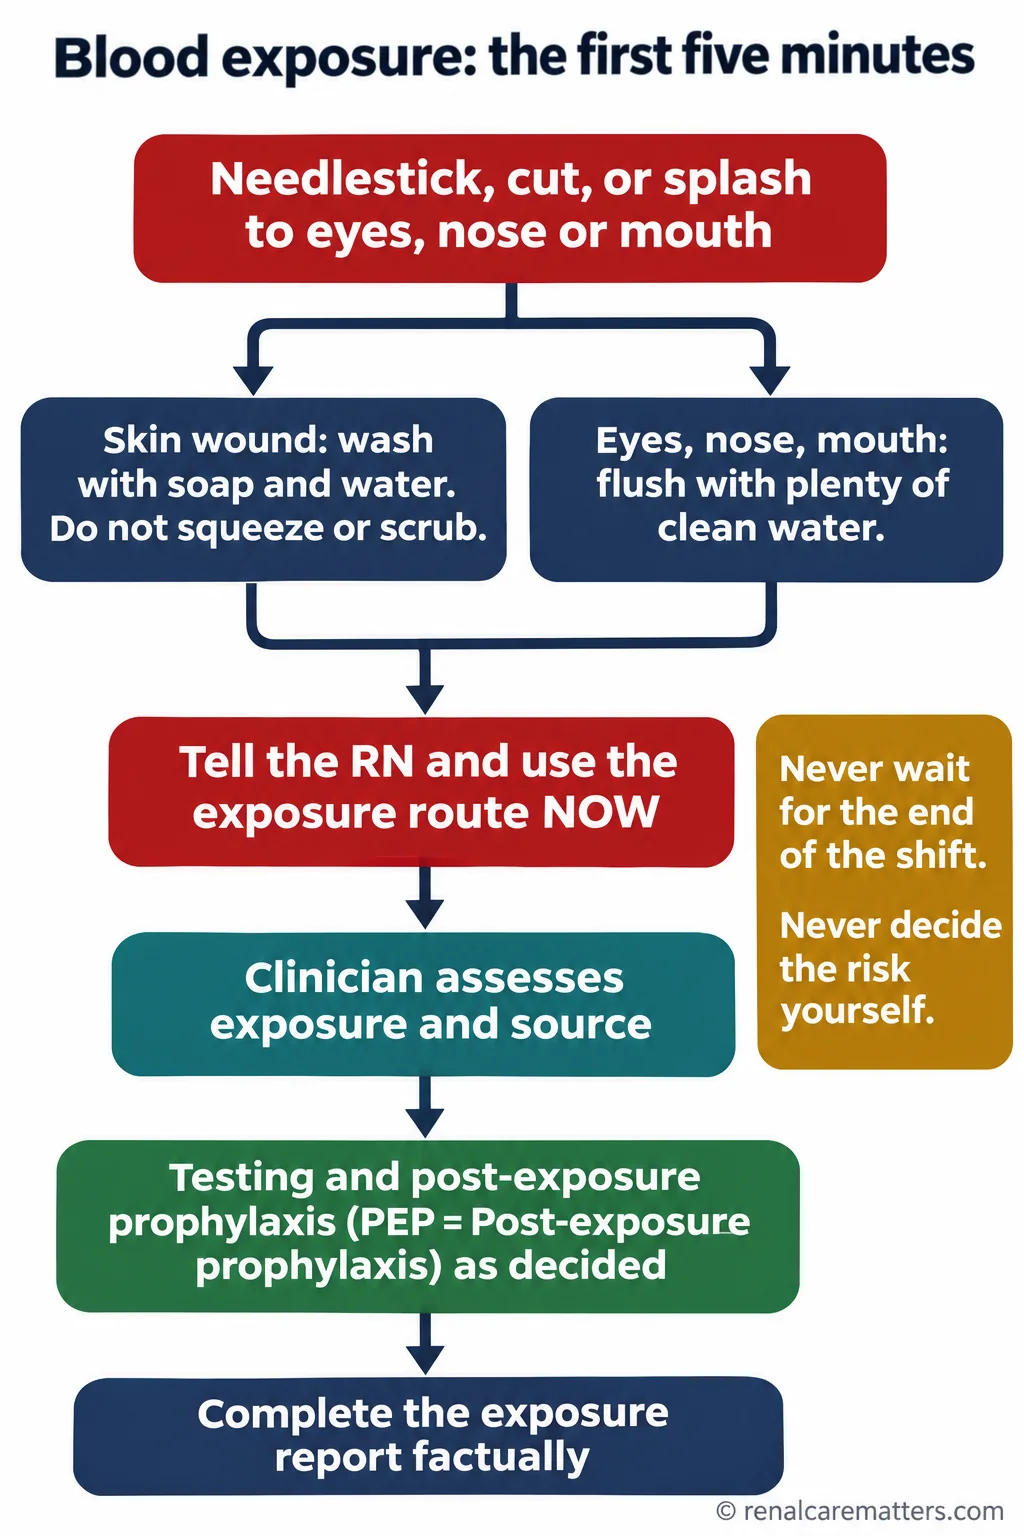 Blood exposure: the first five minutes
Needlestick, cut, or splash
to eyes, nose or mouth
Skin wound: wash
with soap and water.
Do not squeeze or scrub.
Eyes, nose, mouth:
flush with plenty of
clean water.
Tell the RN and use the
exposure route NOW
Never wait
for the end
of the shift.
Never decide
the risk
yourself.
Clinician assesses
exposure and source
Testing and post-exposure
prophylaxis (PEP = Post-exposure
prophylaxis) as decided
Complete the exposure
report factually
© renalcarematters.com